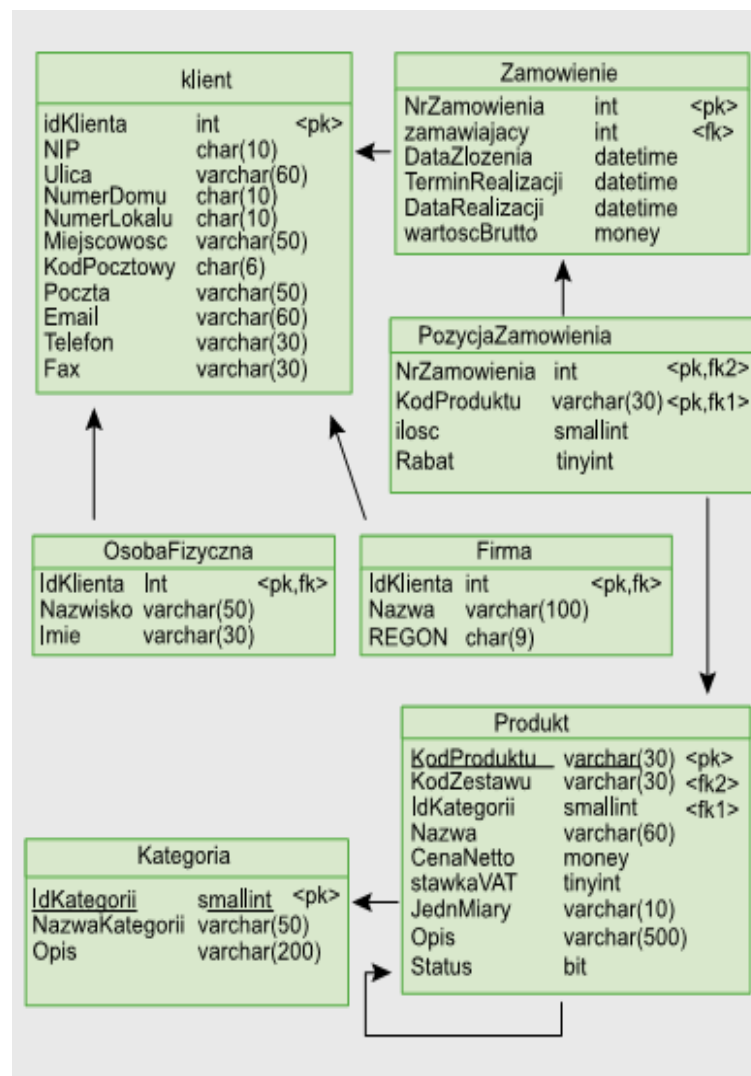 klient
idKlienta int <pk>
NIP char(10)
Ulica varchar(60)
NumerDomu char(10)
NumerLokalu char(10)
Miejscowosc varchar(50)
KodPocztowy char(6)
Poczta varchar(50)
Email varchar(60)
Telefon varchar(30)
Fax varchar(30)
Zamowienie
NrZamowienia int <pk>
zamawiajacy int <fk>
DataZlozenia datetime
TerminRealizacji datetime
DataRealizacji datetime
wartoscBrutto money
PozycjaZamowienia
NrZamowienia int <pk,fk2>
KodProduktu varchar(30) <pk,fk1>
ilosc smallint
Rabat tinyint
OsobaFizyczna
IdKlienta Int <pk,fk>
Nazwisko varchar(50)
Imie varchar(30)
Firma
IdKlienta int <pk,fk>
Nazwa varchar(100)
REGON char(9)
Produkt
KodProduktu varchar(30) <pk>
KodZestawu varchar(30) <fk2>
IdKategorii smallint <fk1>
Nazwa varchar(60)
CenaNetto money
stawkaVAT tinyint
JednMiary varchar(10)
Opis varchar(500)
Status bit
Kategoria
IdKategorii smallint <pk>
NazwaKategorii varchar(50)
Opis varchar(200)